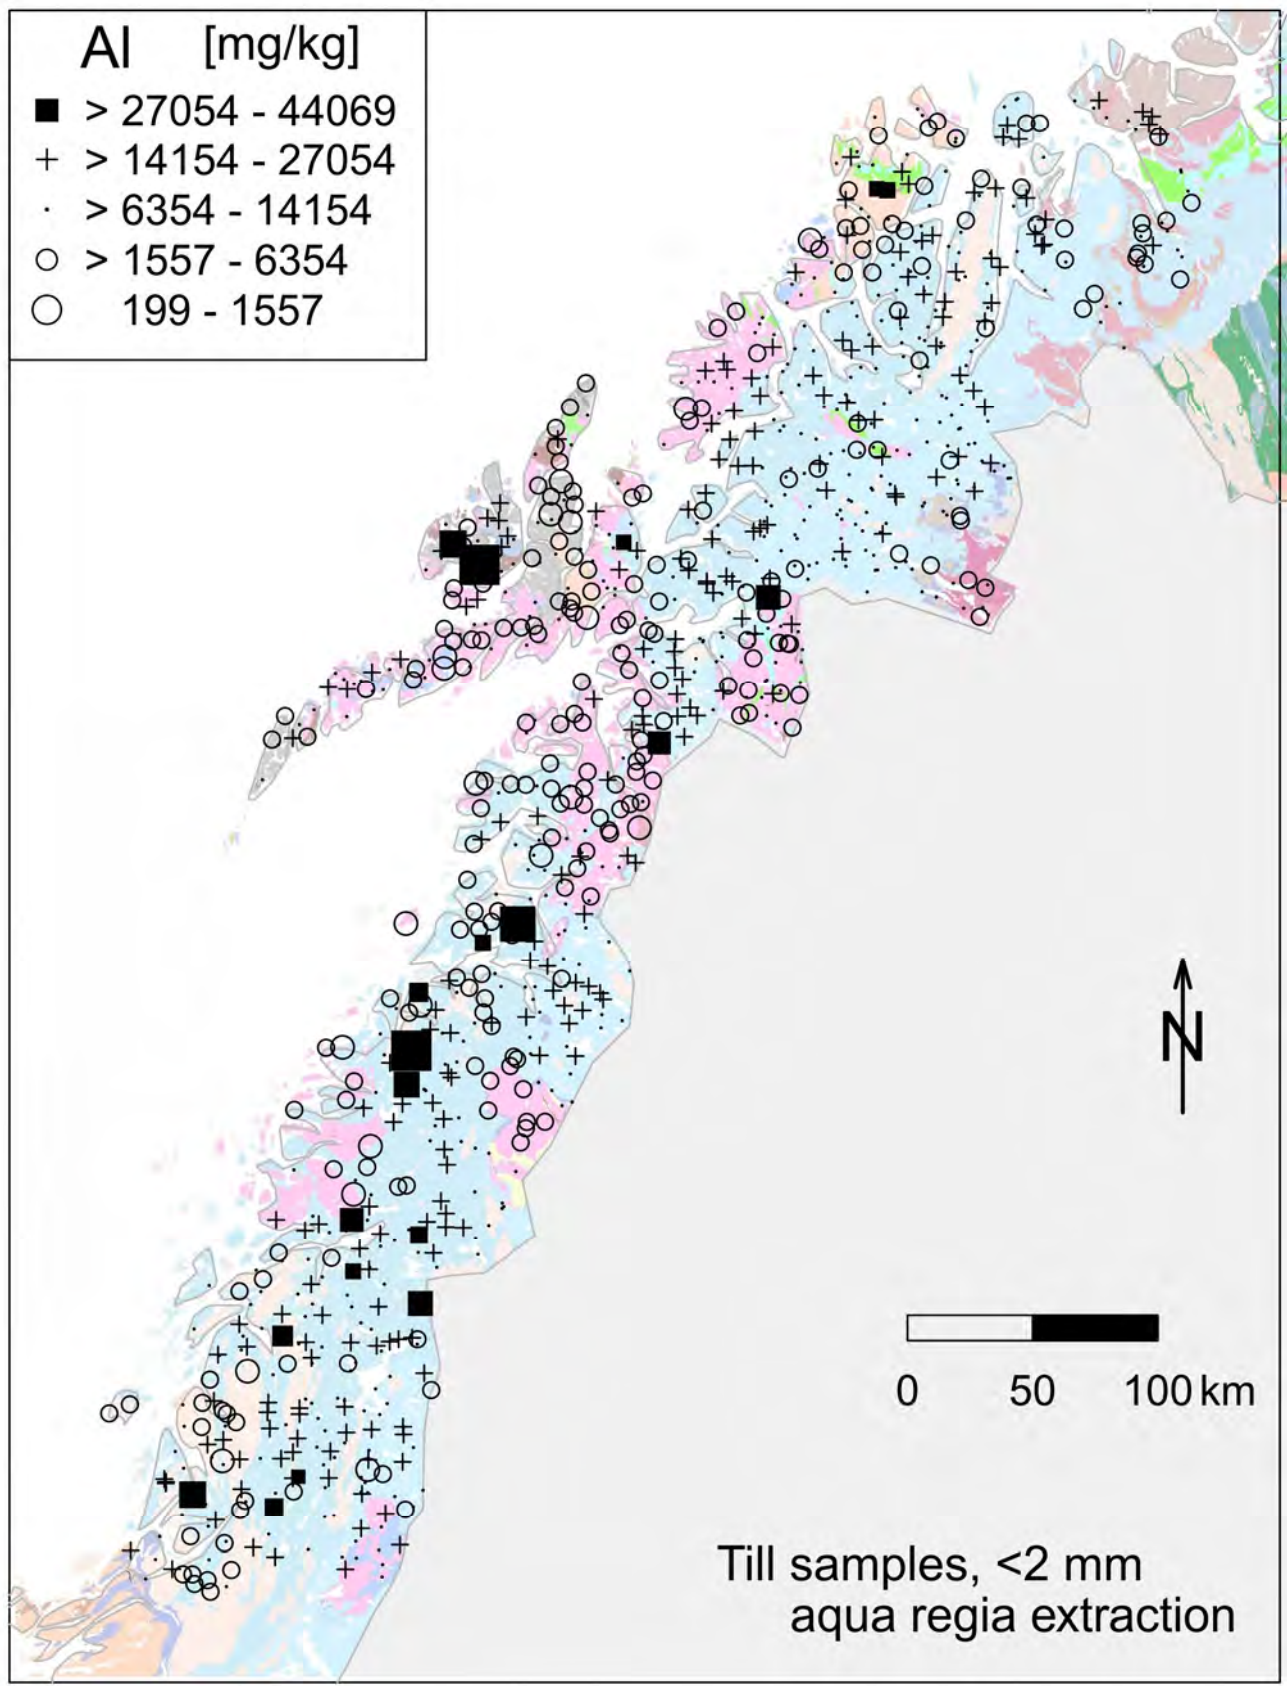 Al [mg/kg]
> 27054 - 44069
> 14154 - 27054
> 6354 - 14154
> 1557 - 6354
199 - 1557
N
0 50 100 km
Till samples, <2 mm
aqua regia extraction